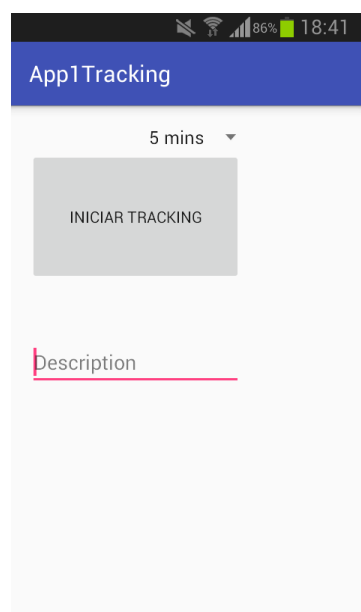 86% 18:41
App1Tracking
5 mins
INICIAR TRACKING
Description